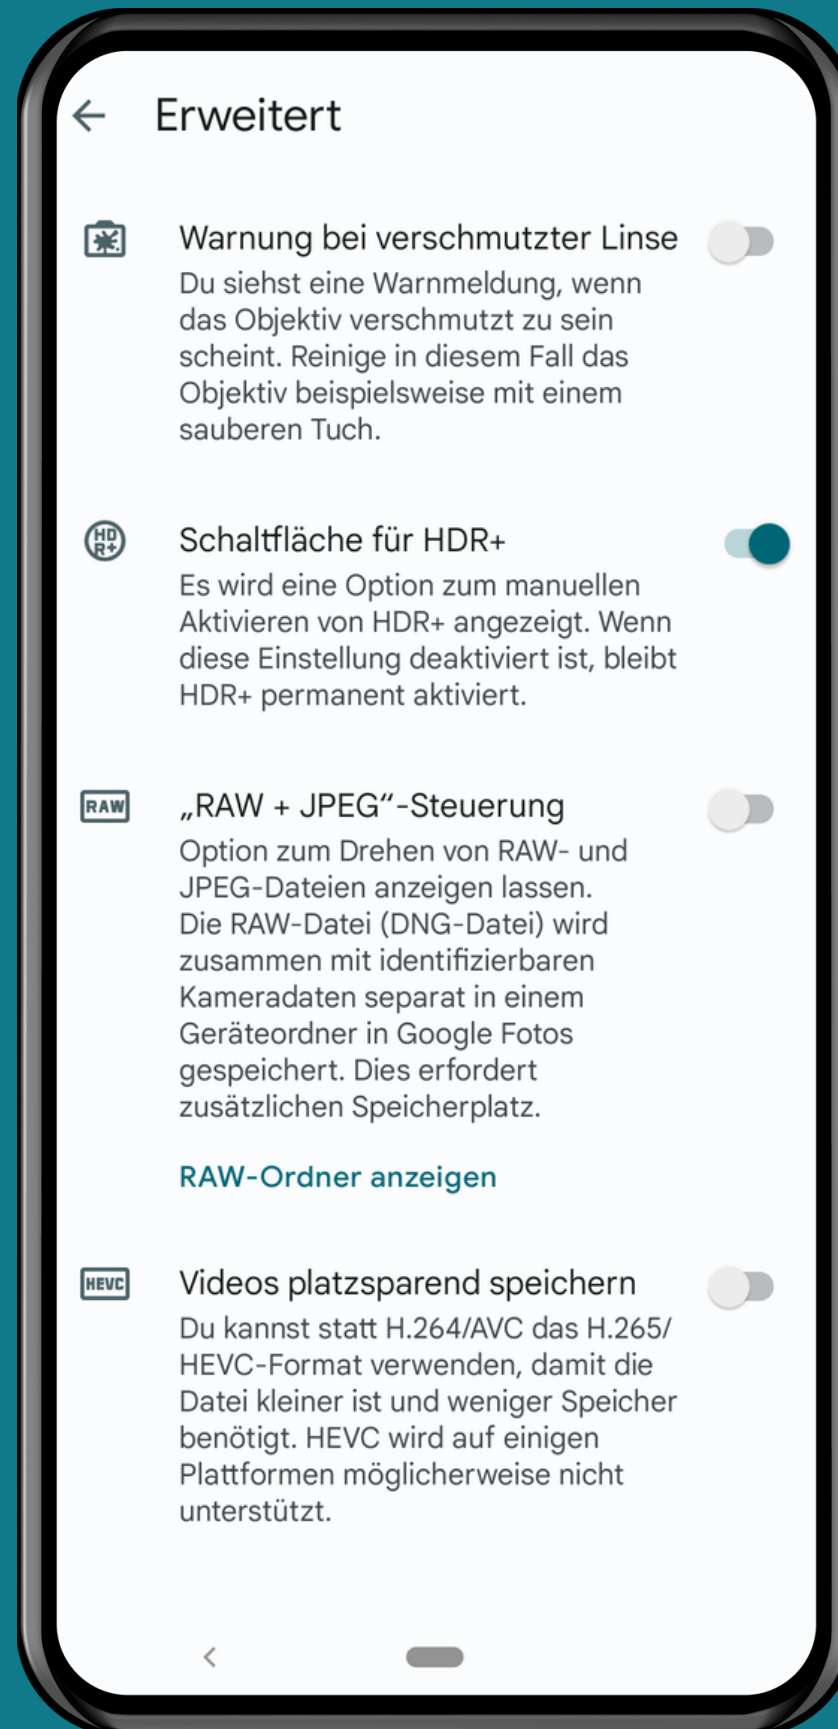 Erweitert
Warnung bei verschmutzter Linse
Du siehst eine Warnmeldung, wenn
das Objektiv verschmutzt zu sein
scheint. Reinige in diesem Fall das
Objektiv beispielsweise mit einem
sauberen Tuch.
HD
R+
Schaltfläche für HDR+
Es wird eine Option zum manuellen
Aktivieren von HDR+ angezeigt. Wenn
diese Einstellung deaktiviert ist, bleibt
HDR+ permanent aktiviert.
RAW
„RAW + JPEG“-Steuerung
Option zum Drehen von RAW- und
JPEG-Dateien anzeigen lassen.
Die RAW-Datei (DNG-Datei) wird
zusammen mit identifizierbaren
Kameradaten separat in einem
Geräteordner in Google Fotos
gespeichert. Dies erfordert
zusätzlichen Speicherplatz.
RAW-Ordner anzeigen
HEVC
Videos platzsparend speichern
Du kannst statt H.264/AVC das H.265/
HEVC-Format verwenden, damit die
Datei kleiner ist und weniger Speicher
benötigt. HEVC wird auf einigen
Plattformen möglicherweise nicht
unterstützt.